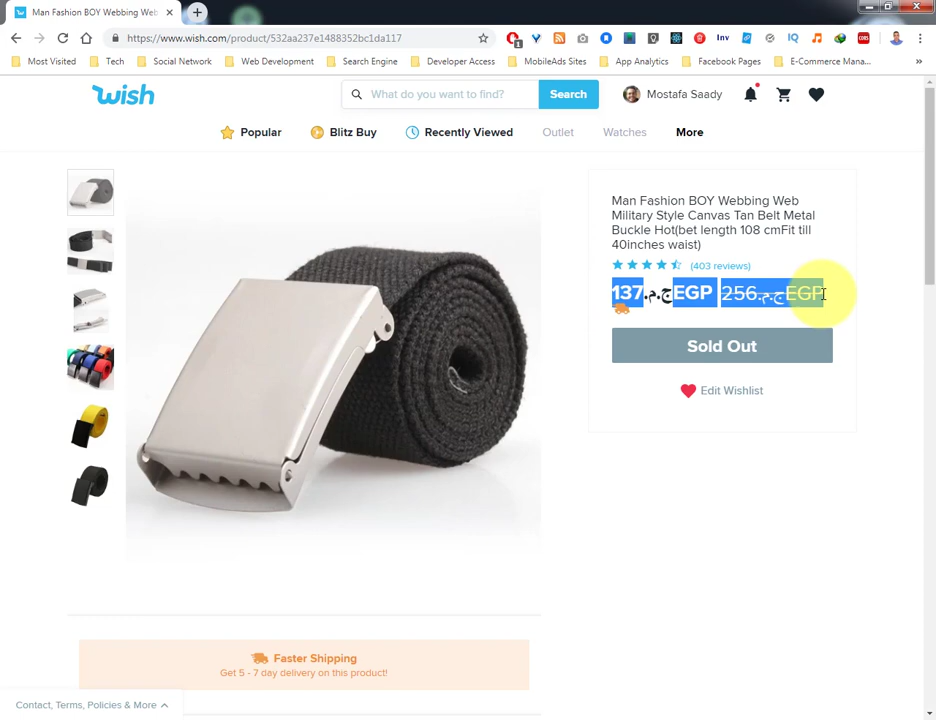 Man Fashion BOY Webbing Web
https://www.wish.com/product/532aa237e1488352bc1da117
1
Inv
IQ
CORS
Most Visited
Tech
Social Network
Web Development
Search Engine
Developer Access
MobileAds Sites
App Analytics
Facebook Pages
E-Commerce Mana...
»
wish
What do you want to find?
Search
Mostafa Saady
Popular
Blitz Buy
Recently Viewed
Outlet
Watches
More
Man Fashion BOY Webbing Web
Military Style Canvas Tan Belt Metal
Buckle Hot(bet length 108 cmFit till
40inches waist)
(403 reviews)
137ج.م.EGP 256ج.م.EGP
Sold Out
Edit Wishlist
Faster Shipping
Get 5 - 7 day delivery on this product!
Contact, Terms, Policies & More